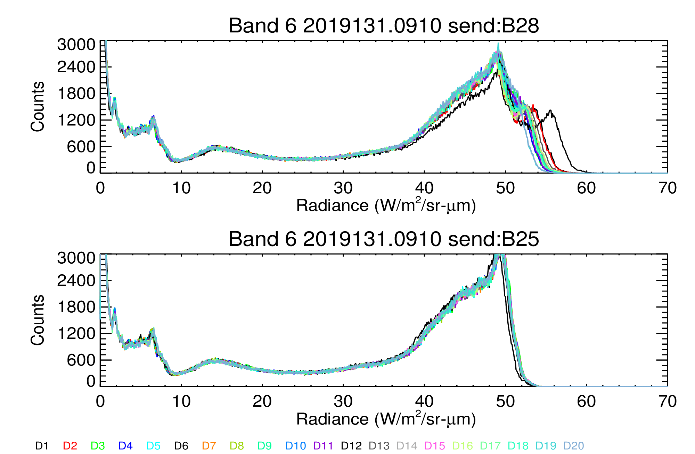 Band 6 2019131.0910 send:B28
3000
2400
1800
1200
600
0
Counts
0 10 20 30 40 50 60 70
Radiance (W/m²/sr-μm)
Band 6 2019131.0910 send:B25
3000
2400
1800
1200
600
0
Counts
0 10 20 30 40 50 60 70
Radiance (W/m²/sr-μm)
D1 D2 D3 D4 D5 D6 D7 D8 D9 D10 D11 D12 D13 D14 D15 D16 D17 D18 D19 D20